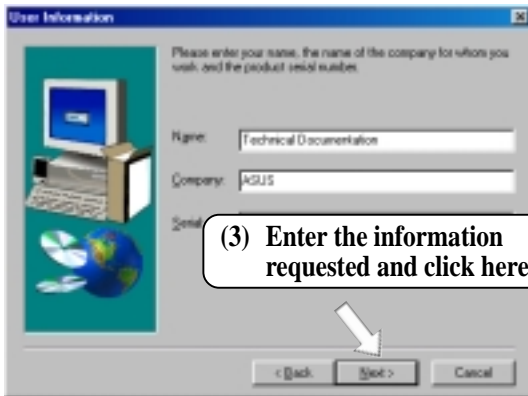 User Information
Please enter your name, the name of the company for whom you
work and the product serial number.
Name: Technical Documentation
Company: ASUS
Serial
(3) Enter the information
requested and click here
< Back Next > Cancel